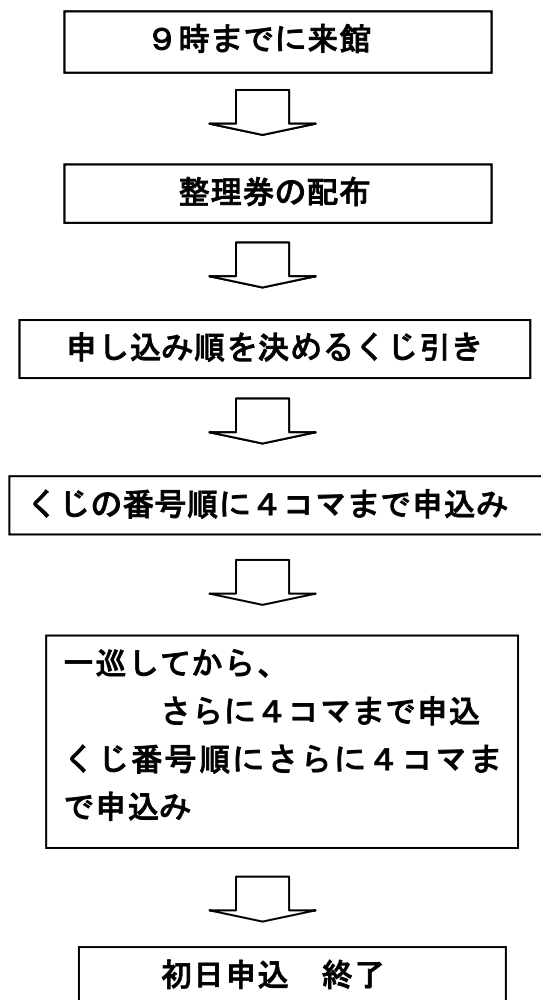 ９時までに来館
整理券の配布
申し込み順を決めるくじ引き
くじの番号順に４コマまで申込み
一巡してから、
さらに４コマまで申込
くじ番号順にさらに４コマま
で申込み
初日申込　終了